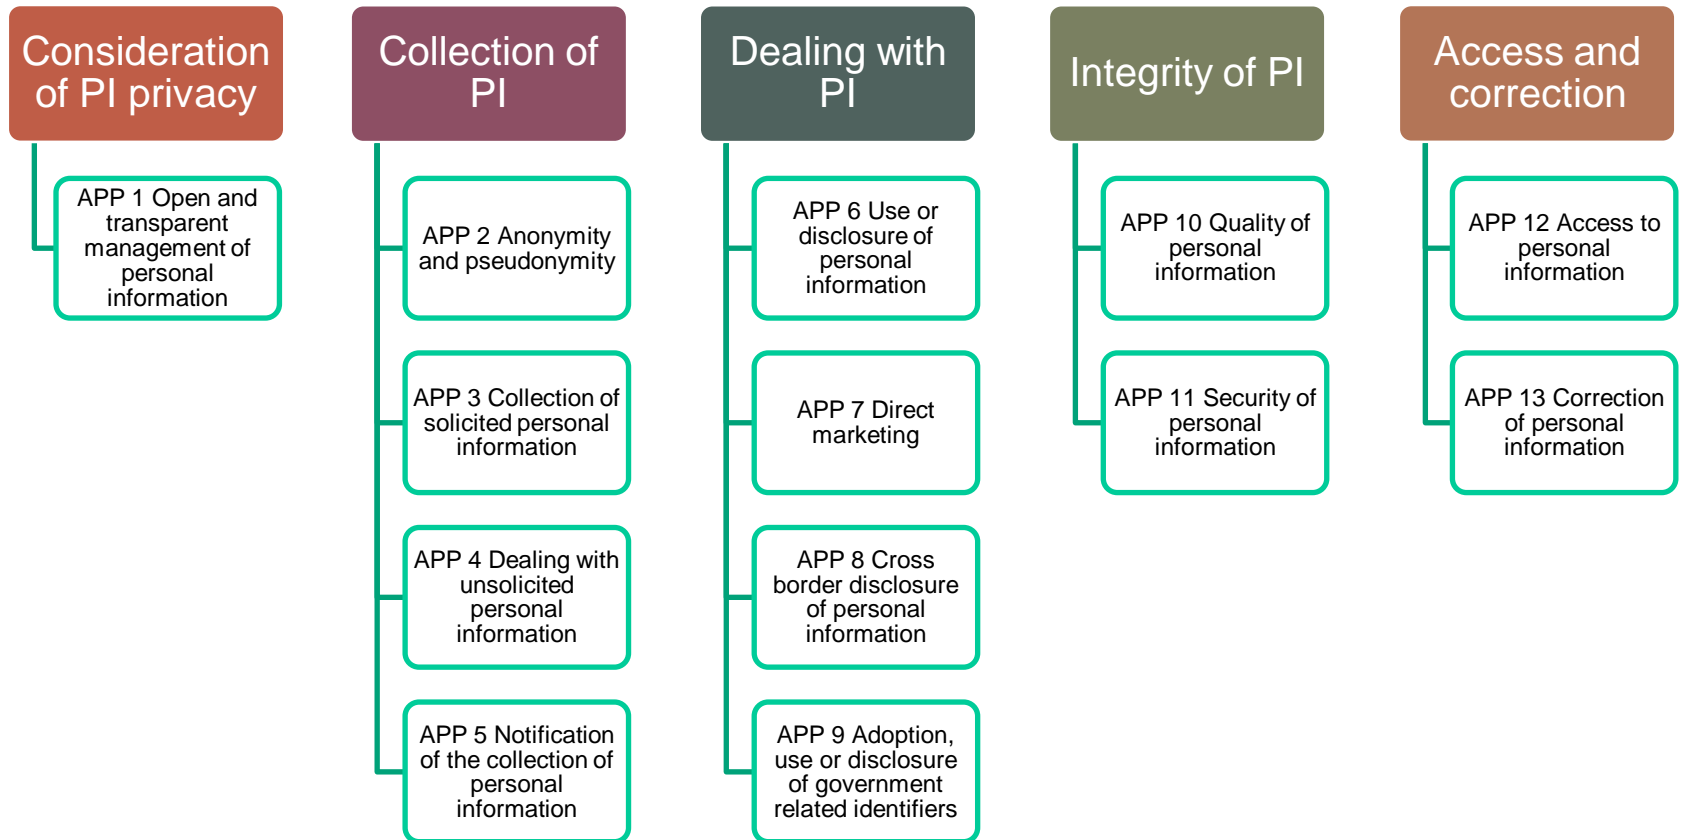 Consideration
of PI privacy
APP 1 Open and
transparent
management of
personal
information
Collection of
PI
APP 2 Anonymity
and pseudonymity
APP 3 Collection of
solicited personal
information
APP 4 Dealing with
unsolicited
personal
information
APP 5 Notification
of the collection of
personal
information
Dealing with
PI
APP 6 Use or
disclosure of
personal
information
APP 7 Direct
marketing
APP 8 Cross
border disclosure
of personal
information
APP 9 Adoption,
use or disclosure
of government
related identifiers
Integrity of PI
APP 10 Quality of
personal
information
APP 11 Security of
personal
information
Access and
correction
APP 12 Access to
personal
information
APP 13 Correction
of personal
information